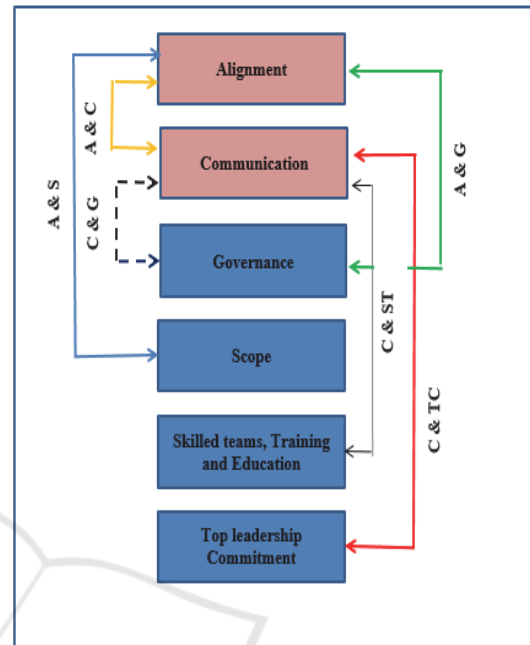 Alignment
Communication
Governance
Scope
Skilled teams, Training
and Education
Top leadership
Commitment
A & S
A & C
C & G
A & G
C & ST
C & TC